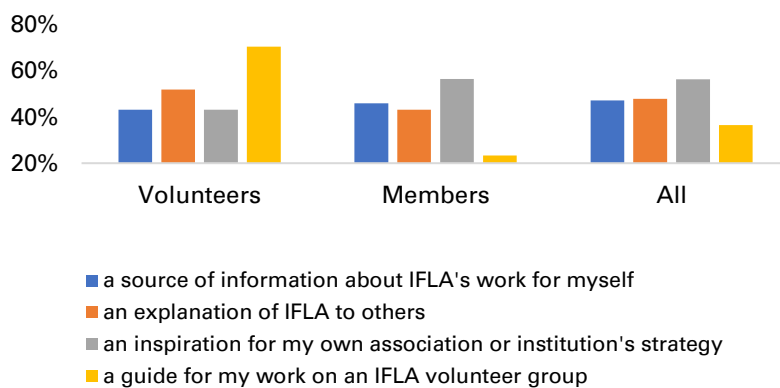 80%
60%
40%
20%
Volunteers Members All
a source of information about IFLA's work for myself
an explanation of IFLA to others
an inspiration for my own association or institution's strategy
a guide for my work on an IFLA volunteer group